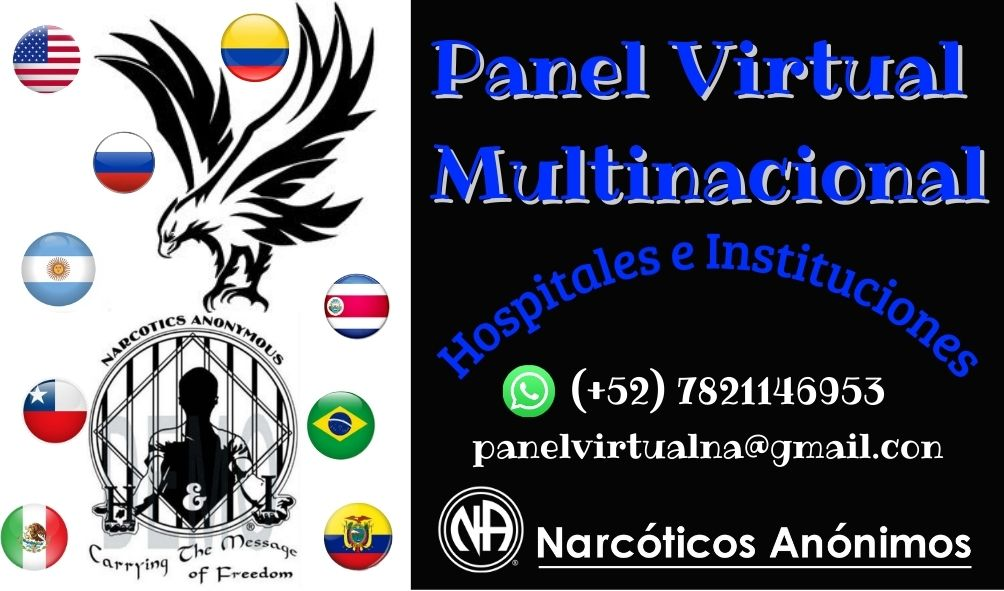 NARCOTICS ANONYMOUS
DEMO
H & I
®
Carrying The Message
of Freedom
Panel Virtual
Multinacional
Hospitales e Instituciones
(+52) 7821146953
panelvirtualna@gmail.con
NA
®
Narcóticos Anónimos